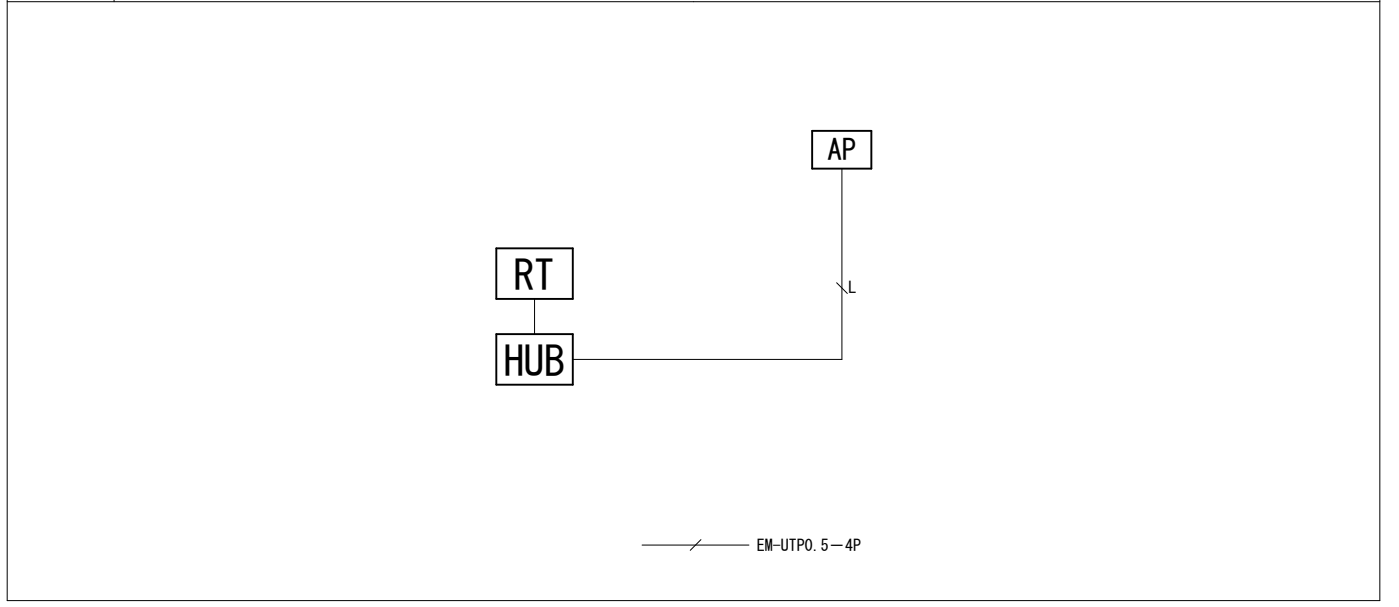 AP
RT
L
HUB
EM-UTP0.5－4P